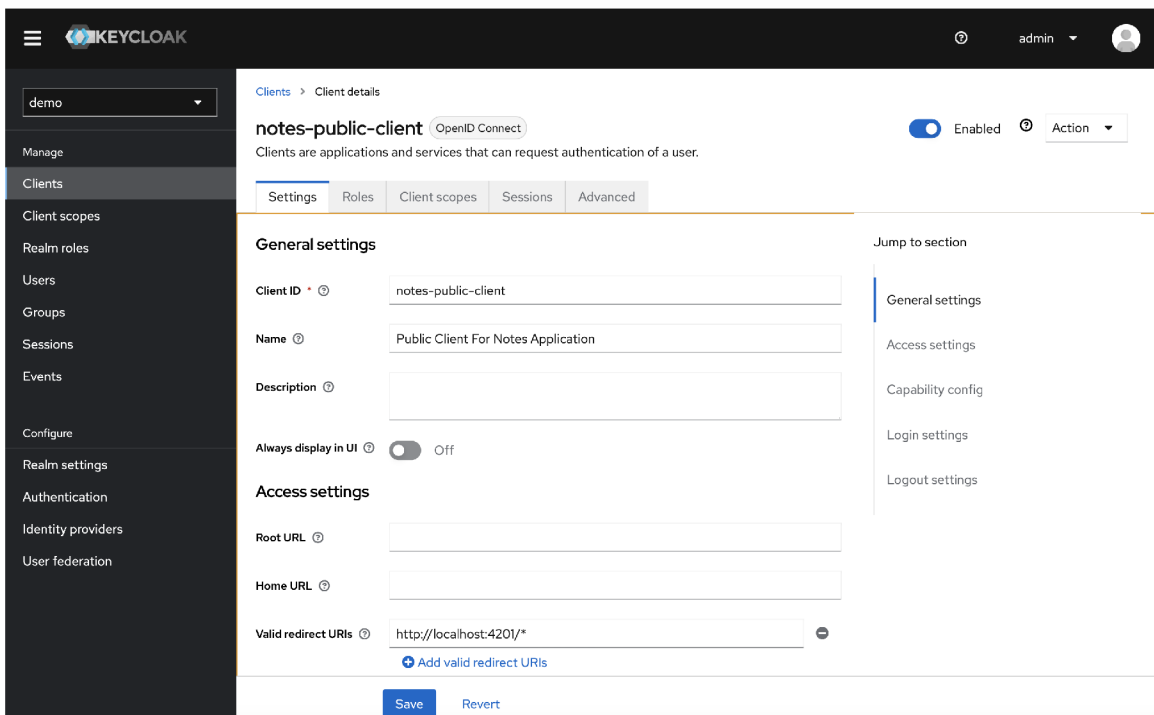 KEYCLOAK
admin
demo
Manage
Clients
Client scopes
Realm roles
Users
Groups
Sessions
Events
Configure
Realm settings
Authentication
Identity providers
User federation
Clients > Client details
notes-public-client OpenID Connect
Enabled
Action
Clients are applications and services that can request authentication of a user.
Settings Roles Client scopes Sessions Advanced
General settings
Client ID *
notes-public-client
Name
Public Client For Notes Application
Description
Always display in UI
Off
Access settings
Root URL
Home URL
Valid redirect URIs
http://localhost:4201/*
Add valid redirect URIs
Save Revert
Jump to section
General settings
Access settings
Capability config
Login settings
Logout settings